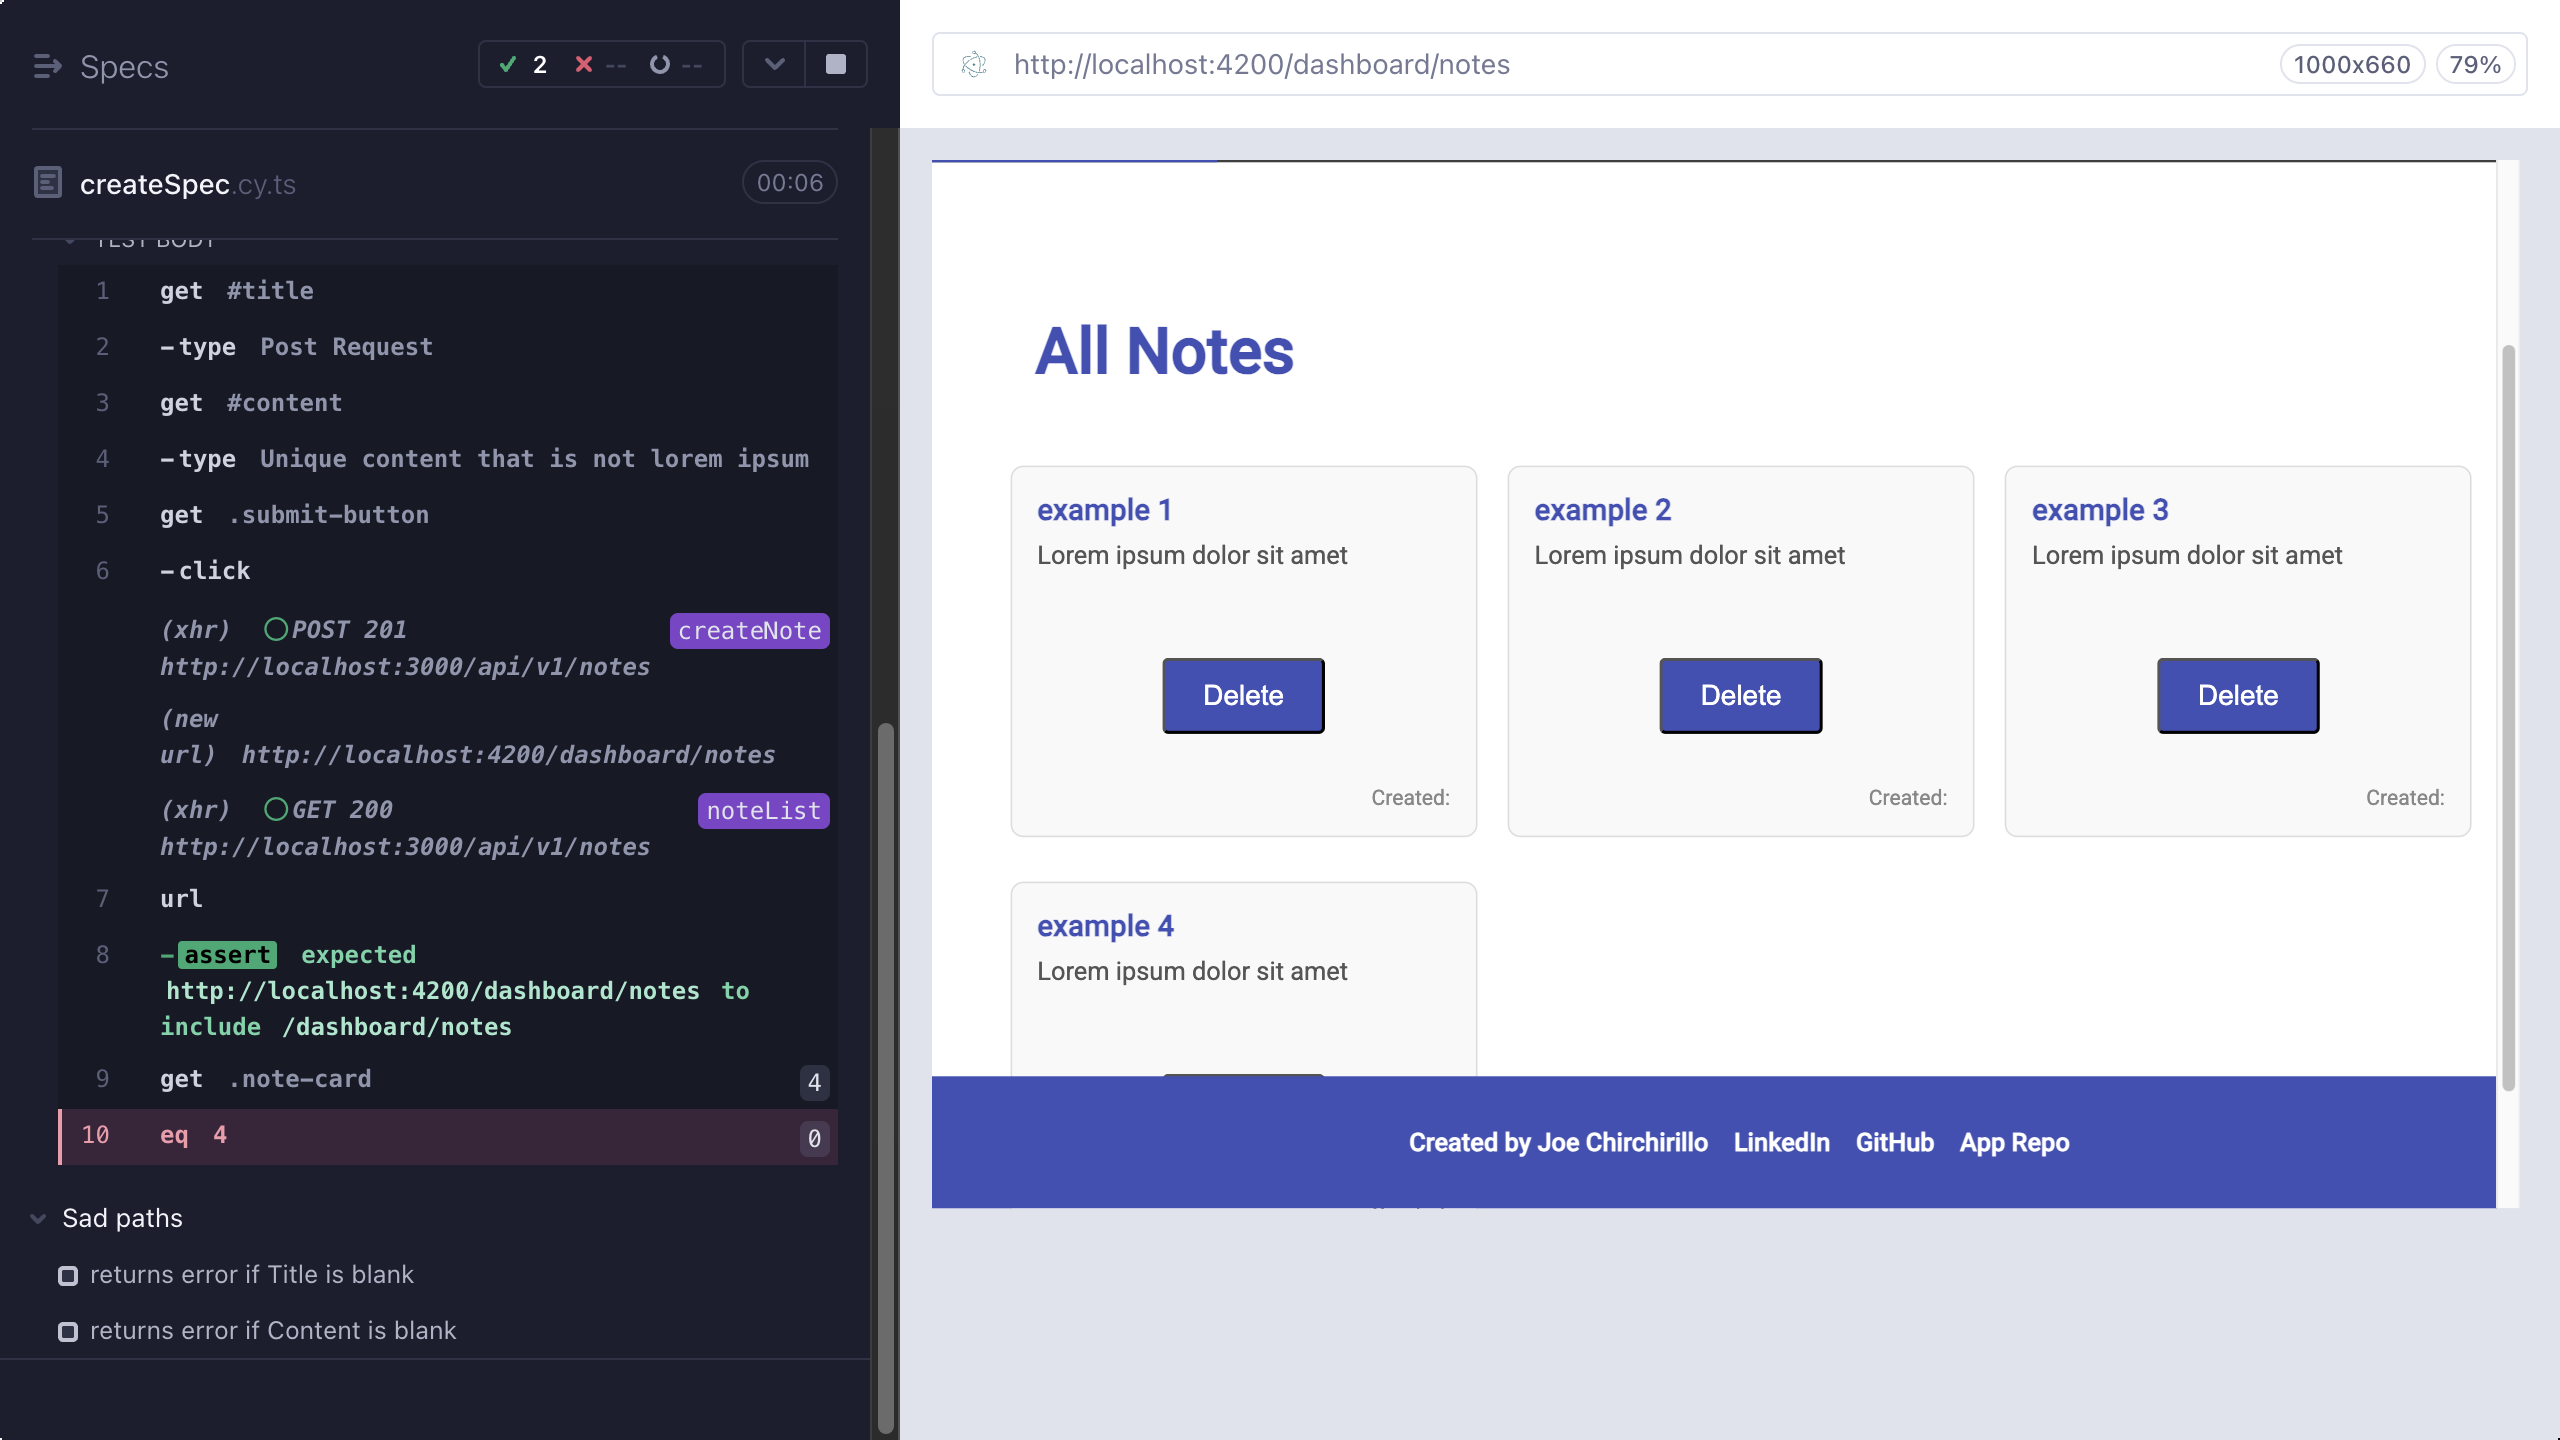 Specs
2 -- --
createSpec.cy.ts 00:06
TEST BODY
1 get #title
2 -type Post Request
3 get #content
4 -type Unique content that is not lorem ipsum
5 get .submit-button
6 -click
(xhr) POST 201 createNote
http://localhost:3000/api/v1/notes
(new
url) http://localhost:4200/dashboard/notes
(xhr) GET 200 noteList
http://localhost:3000/api/v1/notes
7 url
8 -assert expected
http://localhost:4200/dashboard/notes to
include /dashboard/notes
9 get .note-card 4
10 eq 4 0
Sad paths
returns error if Title is blank
returns error if Content is blank
http://localhost:4200/dashboard/notes 1000x660 79%
All Notes
example 1
Lorem ipsum dolor sit amet
Delete
Created:
example 2
Lorem ipsum dolor sit amet
Delete
Created:
example 3
Lorem ipsum dolor sit amet
Delete
Created:
example 4
Lorem ipsum dolor sit amet
Created by Joe Chirchirillo LinkedIn GitHub App Repo